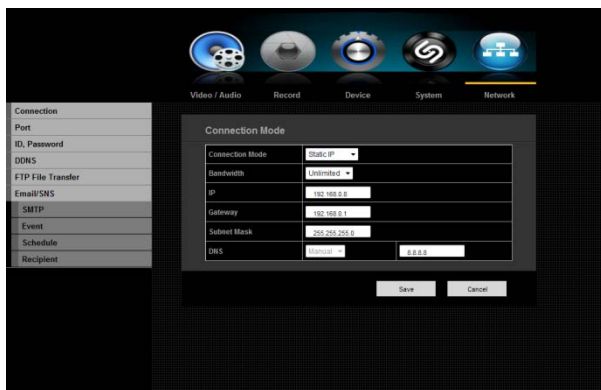 Video / Audio Record Device System Network
Connection
Port
ID, Password
DDNS
FTP File Transfer
Email/SNS
SMTP
Event
Schedule
Recipient
Connection Mode
Connection Mode Static IP
Bandwidth Unlimited
IP 192.168.0.8
Gateway 192.168.0.1
Subnet Mask 255.255.255.0
DNS Manual 8.8.8.8
Save Cancel